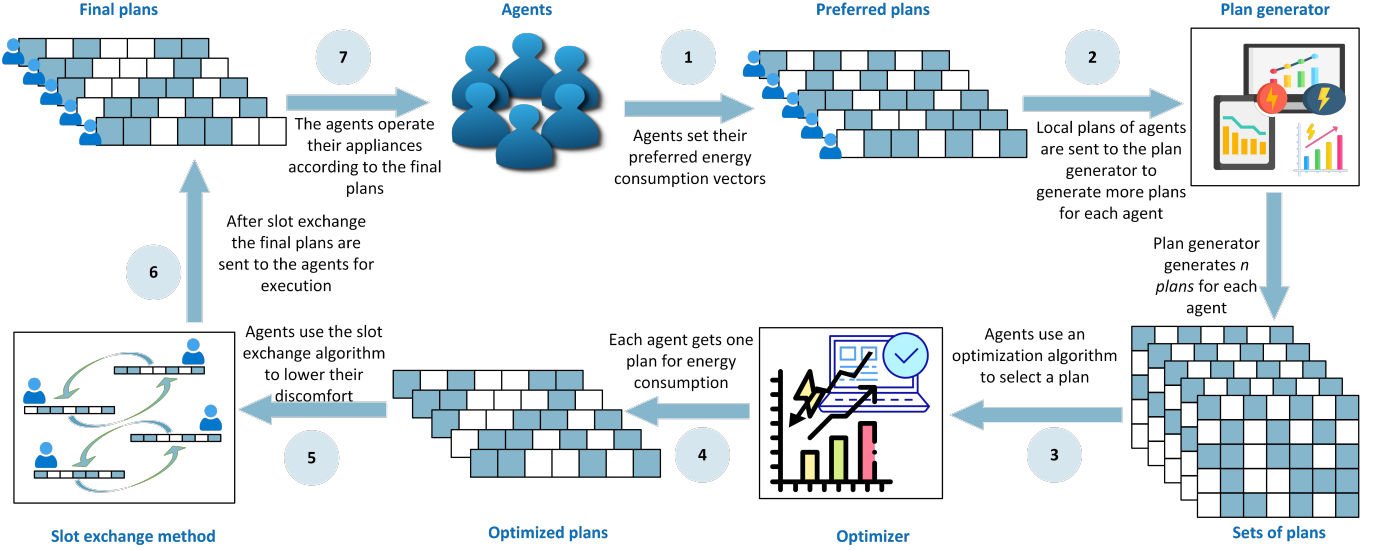 Final plans
Agents
Preferred plans
Plan generator
7
1
2
The agents operate
their appliances
according to the final
plans
Agents set their
preferred energy
consumption vectors
Local plans of agents
are sent to the plan
generator to
generate more plans
for each agent
6
After slot exchange
the final plans are
sent to the agents for
execution
Plan generator
generates n
plans for each
agent
Agents use the slot
exchange algorithm
to lower their
discomfort
Each agent gets one
plan for energy
consumption
Agents use an
optimization algorithm
to select a plan
5
4
3
Slot exchange method
Optimized plans
Optimizer
Sets of plans